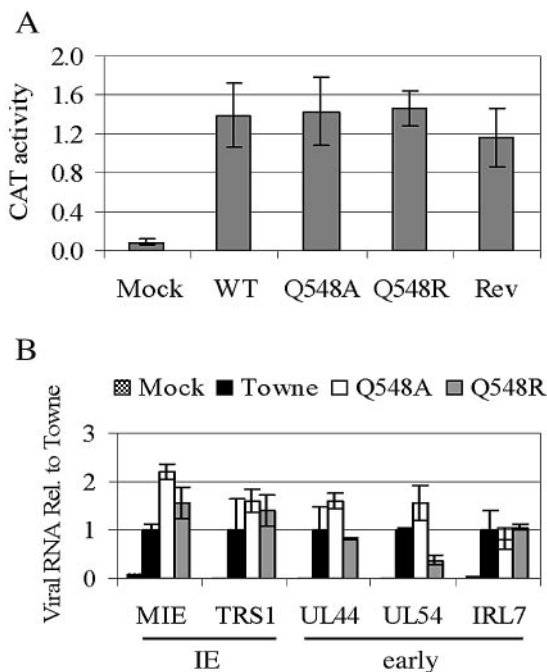 A
CAT activity
2.0
1.6
1.2
0.8
0.4
0.0
Mock WT Q548A Q548R Rev
B
Mock Towne Q548A Q548R
Viral RNA Rel. to Towne
3
2
1
0
MIE TRS1 UL44 UL54 IRL7
IE early